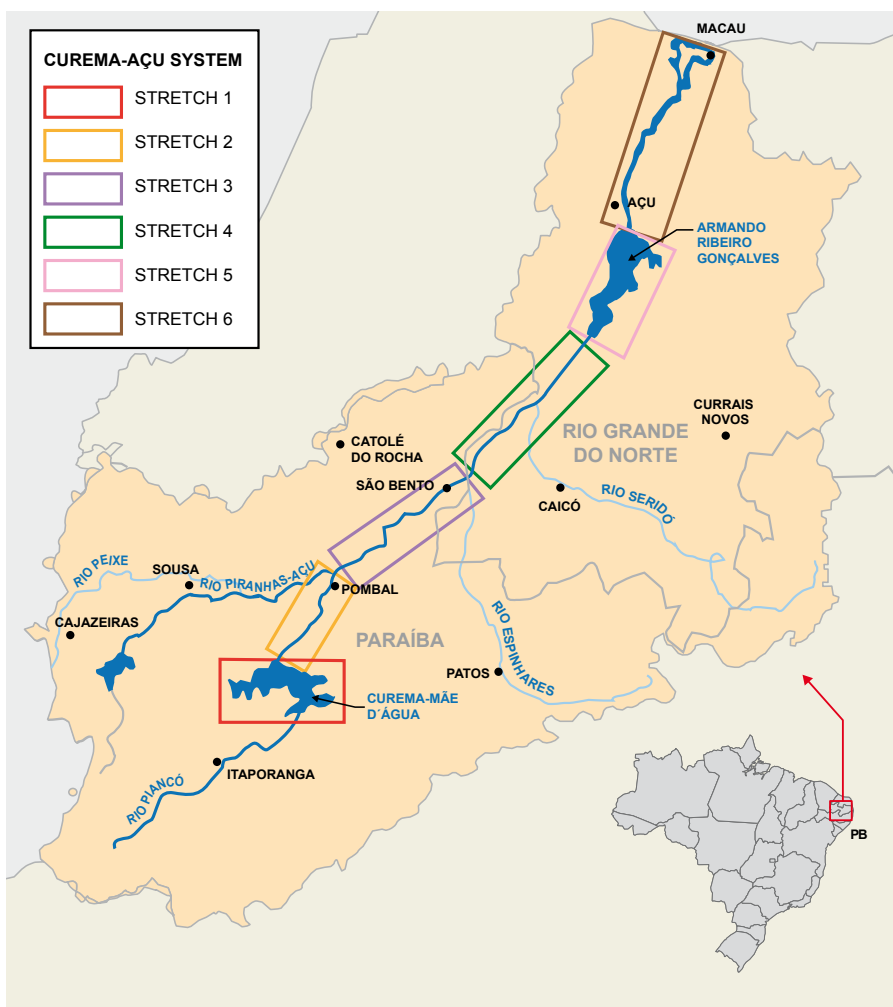 CUREMA-AÇU SYSTEM
STRETCH 1
STRETCH 2
STRETCH 3
STRETCH 4
STRETCH 5
STRETCH 6
MACAU
AÇU
ARMANDO
RIBEIRO
GONÇALVES
CURRAIS
NOVOS
RIO GRANDE
DO NORTE
CATOLÉ
DO ROCHA
SÃO BENTO
CAICÓ
RIO SERIDÓ
RIO PEIXE
SOUSA
RIO PIRANHAS-AÇU
POMBAL
CAJAZEIRAS
PARAÍBA
RIO ESPINHARES
PATOS
CUREMA-MÃE
D´ÁGUA
ITAPORANGA
RIO PIANCÓ
PB